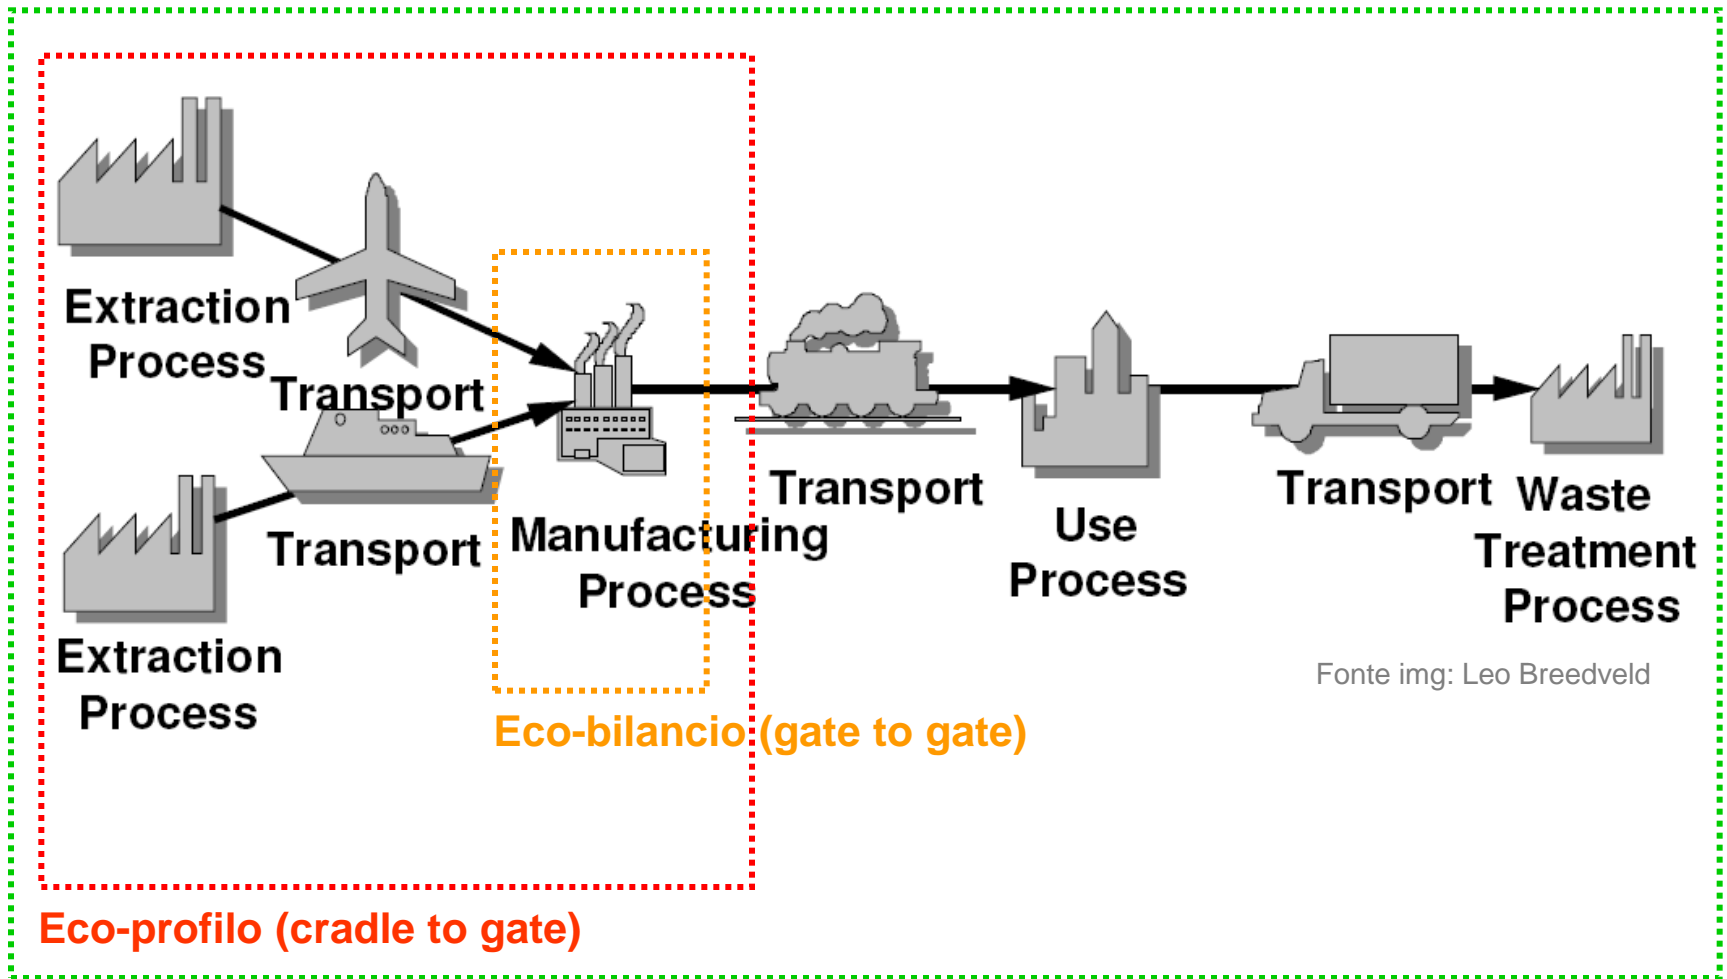 Extraction
Process
Transport
Transport
Extraction
Process
Manufacturing
Process
Transport
Use
Process
Transport
Waste
Treatment
Process
Fonte img: Leo Breedveld
Eco-bilancio (gate to gate)
Eco-profilo (cradle to gate)